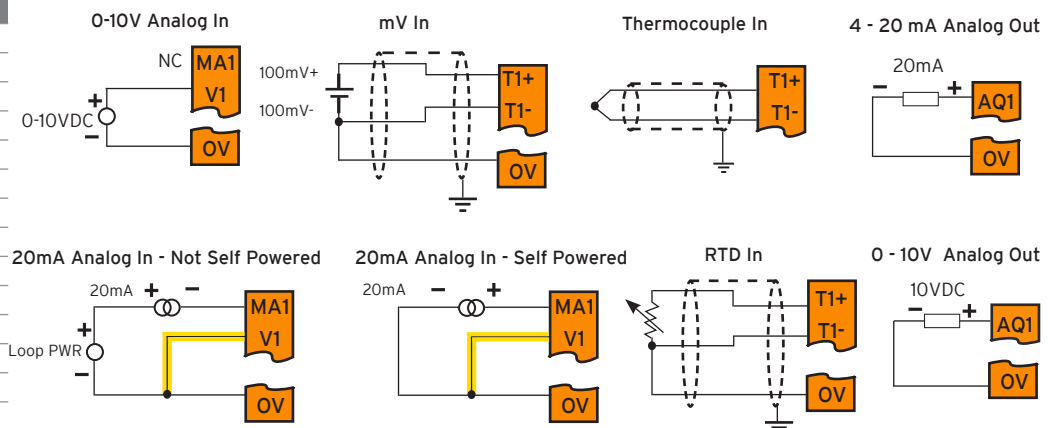 0-10V Analog In
NC
MA1
V1
0-10VDC
+
−
OV
mV In
100mV+
100mV-
T1+
T1-
OV
Thermocouple In
T1+
T1-
4 - 20 mA Analog Out
20mA
−
+
AQ1
OV
20mA Analog In - Not Self Powered
20mA
+
−
MA1
V1
+
Loop PWR
−
OV
20mA Analog In - Self Powered
20mA
−
+
MA1
V1
OV
RTD In
T1+
T1-
OV
0 - 10V Analog Out
10VDC
−
+
AQ1
OV